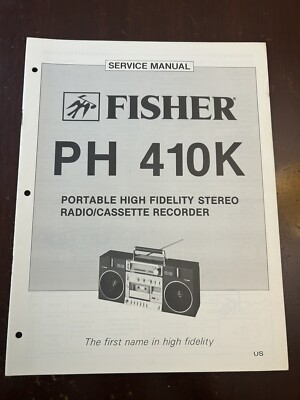 SERVICE MANUAL
FISHER
PH 410K
PORTABLE HIGH FIDELITY STEREO
RADIO/CASSETTE RECORDER
The first name in high fidelity
US